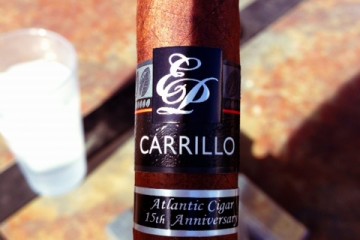 EP
CARRILLO
Atlantic Cigar
15th Anniversary